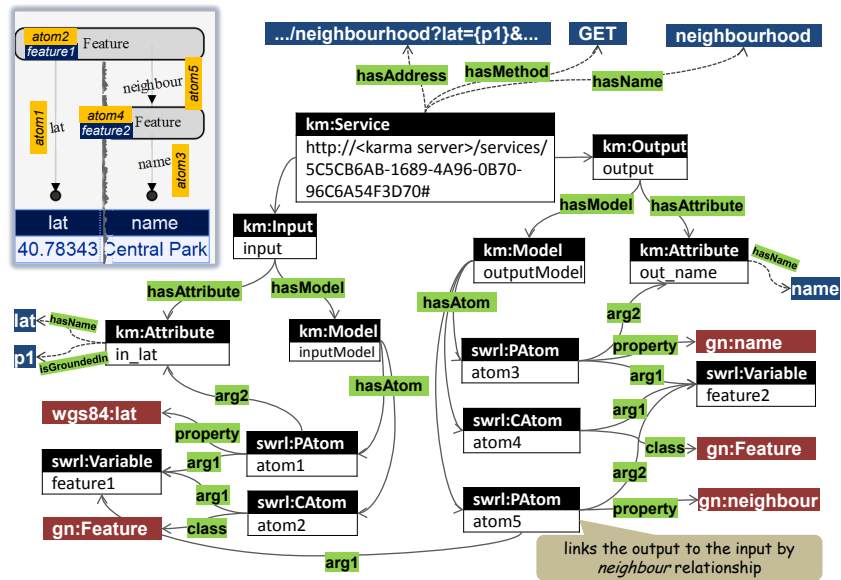 atom2
feature1
Feature
neighbour
atom5
atom1
lat
atom4
feature2
Feature
name
atom3
lat
name
40.78343
Central Park
.../neighbourhood?lat={p1}&...
GET
neighbourhood
hasAddress
hasMethod
hasName
km:Service
http://<karma server>/services/
5C5CB6AB-1689-4A96-0B70-
96C6A54F3D70#
km:Output
output
hasModel
hasAttribute
km:Input
input
hasAttribute
hasModel
km:Model
outputModel
km:Attribute
out_name
hasName
name
hasAtom
lat
hasName
p1
isGroundedIn
km:Attribute
in_lat
km:Model
inputModel
hasAtom
arg2
property
gn:name
swrl:PAtom
atom3
arg1
swrl:Variable
feature2
arg2
wgs84:lat
property
swrl:PAtom
atom1
swrl:CAtom
atom4
arg1
class
gn:Feature
swrl:Variable
feature1
arg1
arg1
arg2
swrl:CAtom
atom2
swrl:PAtom
atom5
property
gn:neighbour
gn:Feature
class
arg1
links the output to the input by
neighbour relationship